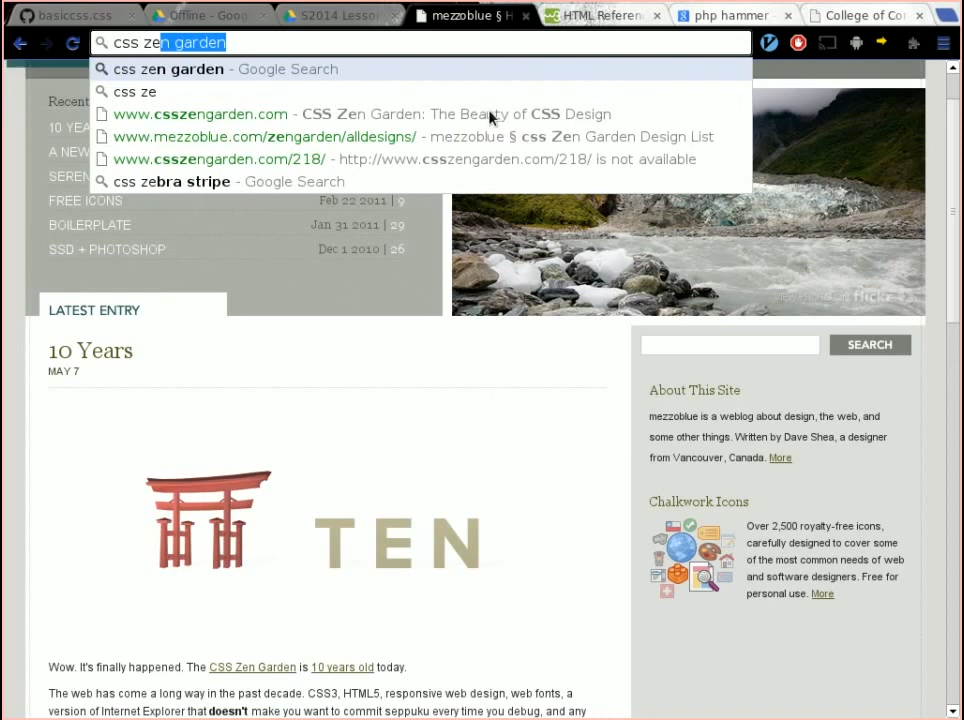 basiccss.css
Offline - Goog
S2014 Lesso
mezzoblue § H
HTML Referen
php hammer -
College of Co
css zen garden
css zen garden - Google Search
css ze
www.csszengarden.com - CSS Zen Garden: The Beauty of CSS Design
www.mezzoblue.com/zengarden/alldesigns/ - mezzoblue § css Zen Garden Design List
www.csszengarden.com/218/ - http://www.csszengarden.com/218/ is not available
css zebra stripe - Google Search
Recent
10 YEA
A NEW
SEREN
FREE ICONS Feb 22 2011 | 9
BOILERPLATE Jan 31 2011 | 29
SSD + PHOTOSHOP Dec 1 2010 | 26
flickr
LATEST ENTRY
10 Years
MAY 7
TEN
Wow. It's finally happened. The CSS Zen Garden is 10 years old today.
The web has come a long way in the past decade. CSS3, HTML5, responsive web design, web fonts, a
version of Internet Explorer that doesn't make you want to commit seppuku every time you debug, and any
SEARCH
About This Site
mezzoblue is a weblog about design, the web, and
some other things. Written by Dave Shea, a designer
from Vancouver, Canada. More
Chalkwork Icons
Over 2,500 royalty-free icons,
carefully designed to cover some
of the most common needs of web
and software designers. Free for
personal use. More